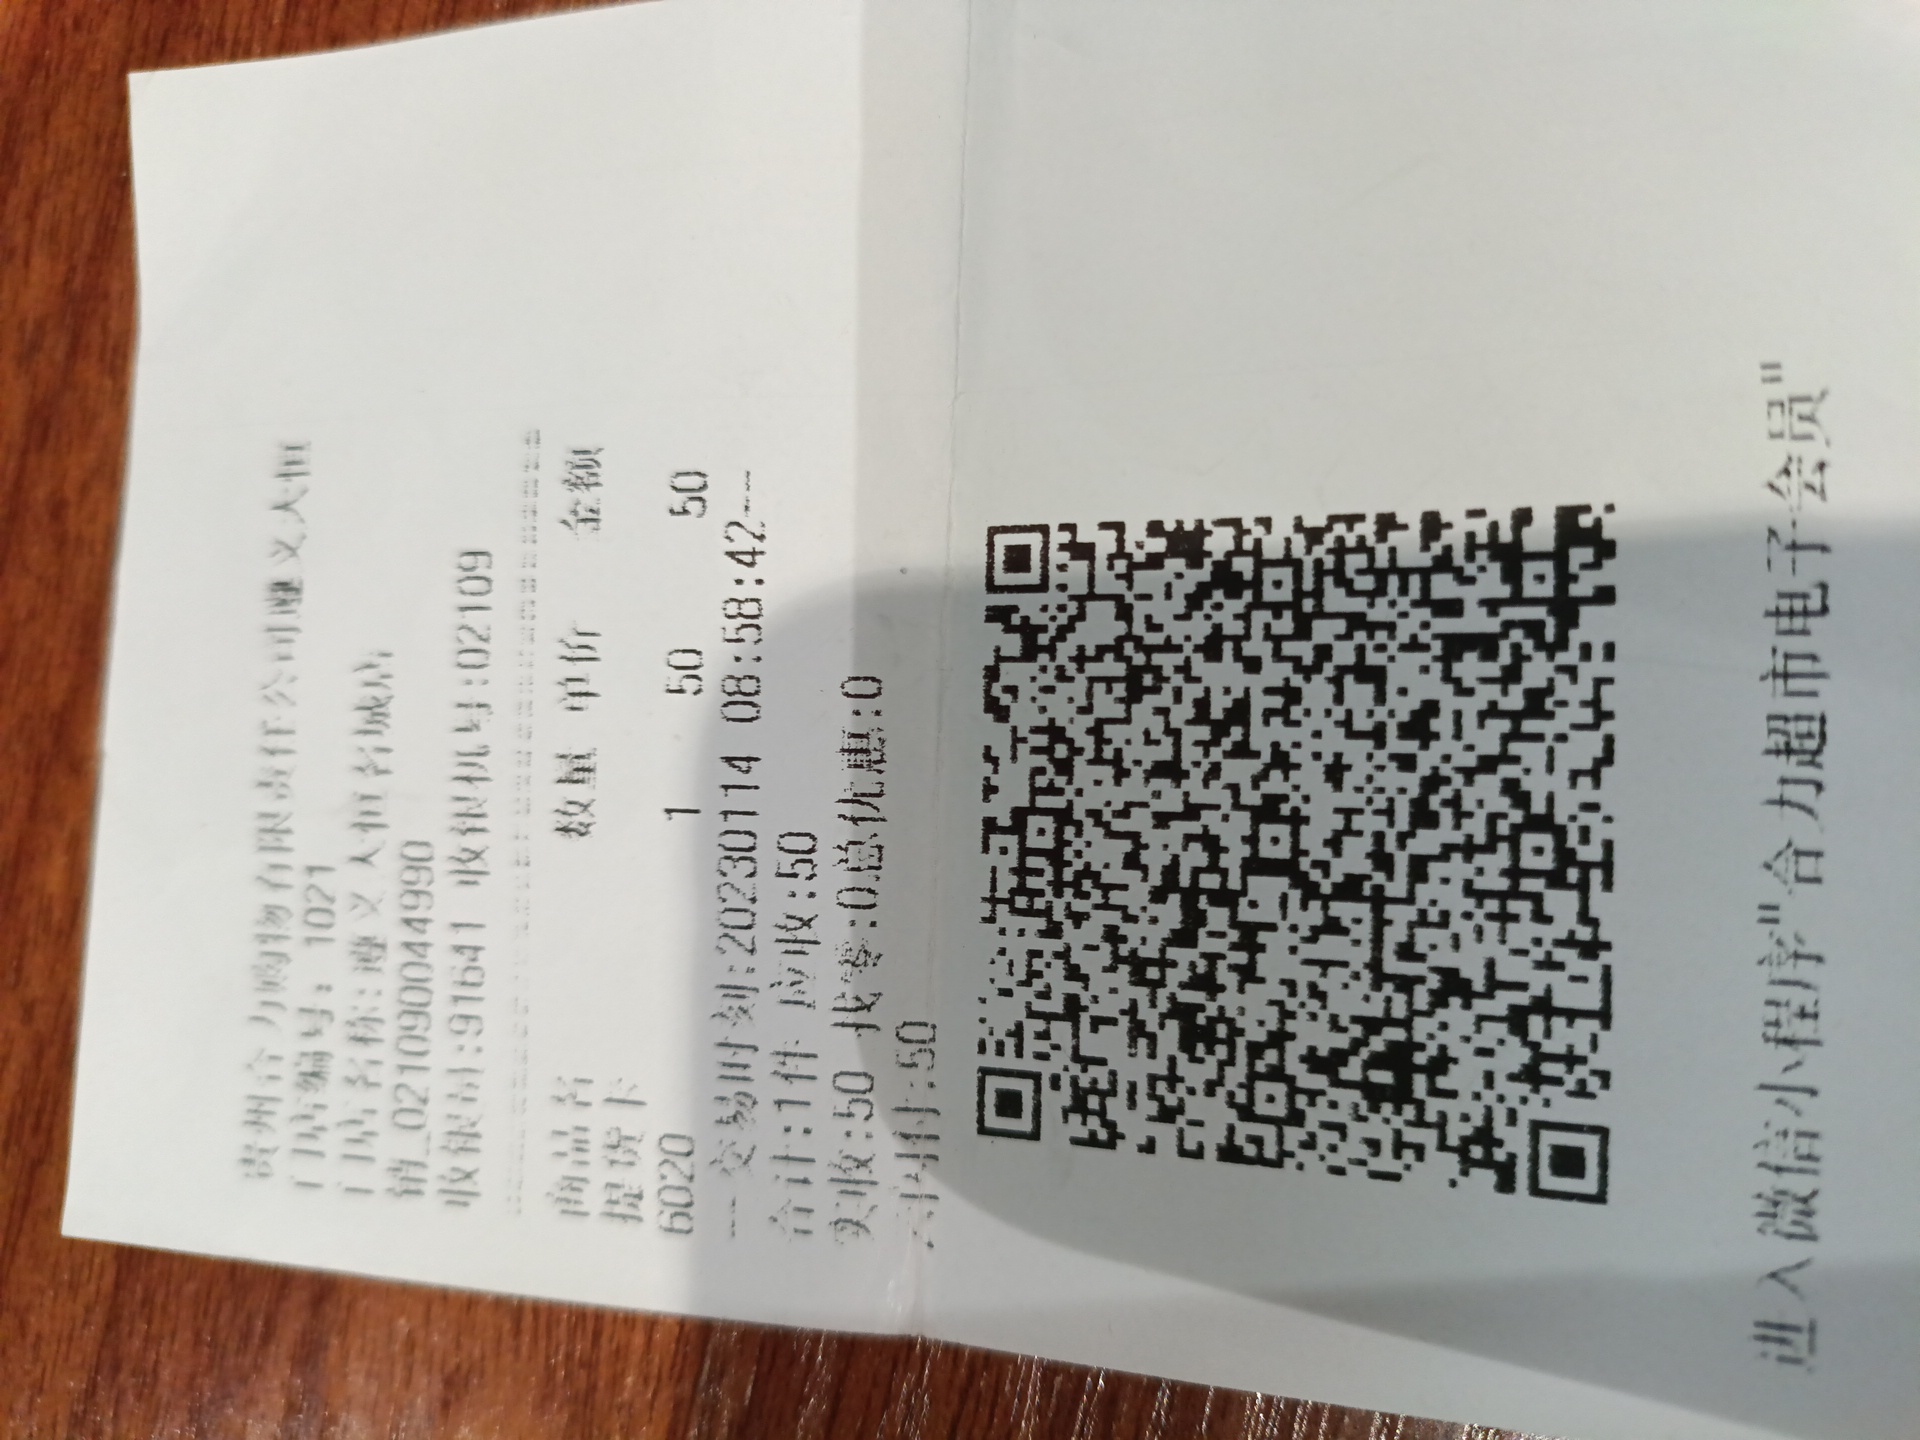 贵州合力购物有限责任公司遵义大恒
门店编号: 1021
门店名称:遵义大恒名城店
销_021090044990
收银员:91641 收银机号:02109
商品名 数量 单价 金额
提货卡
6020 1 50 50
---交易时刻:20230114 08:58:42---
合计:1件 应收:50
实收:50 找零:0总优惠:0
:50
进入微信小程序"合力超市电子会员"